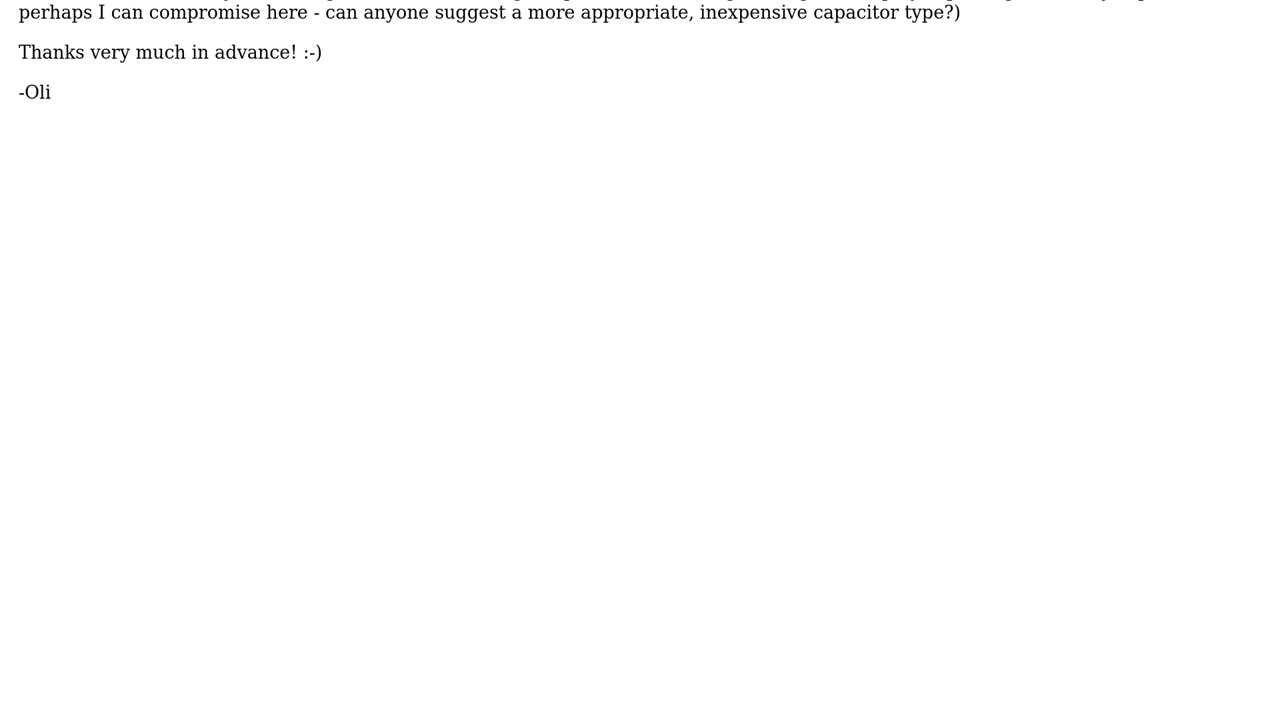 perhaps I can compromise here - can anyone suggest a more appropriate, inexpensive capacitor type?)
Thanks very much in advance! :-)
-Oli